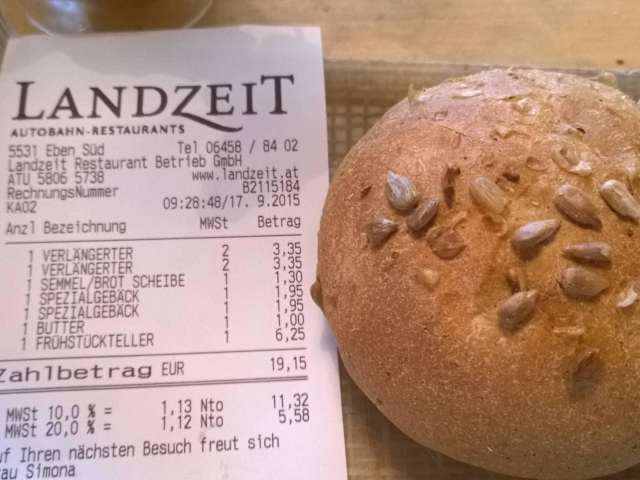 LANDZEIT
AUTOBAHN-RESTAURANTS
5531 Eben Süd Tel 06458 / 84 02
Landzeit Restaurant Betrieb GmbH
ATU 5806 5738 www.landzeit.at
RechnungsNummer B2115184
KA02 09:28:48/17. 9.2015
Anzl Bezeichnung MWSt Betrag
1 VERLÄNGERTER 2 3,35
1 VERLÄNGERTER 2 3,35
1 SEMMEL/BROT SCHEIBE 1 1,30
1 SPEZIALGEBÄCK 1 1,95
1 SPEZIALGEBÄCK 1 1,95
1 BUTTER 1 1,00
1 FRÜHSTÜCKTELLER 1 6,25
Zahlbetrag EUR 19,15
MWSt 10,0 % = 1,13 Nto 11,32
MWSt 20,0 % = 1,12 Nto 5,58
uf Ihren nächsten Besuch freut sich
au Simona